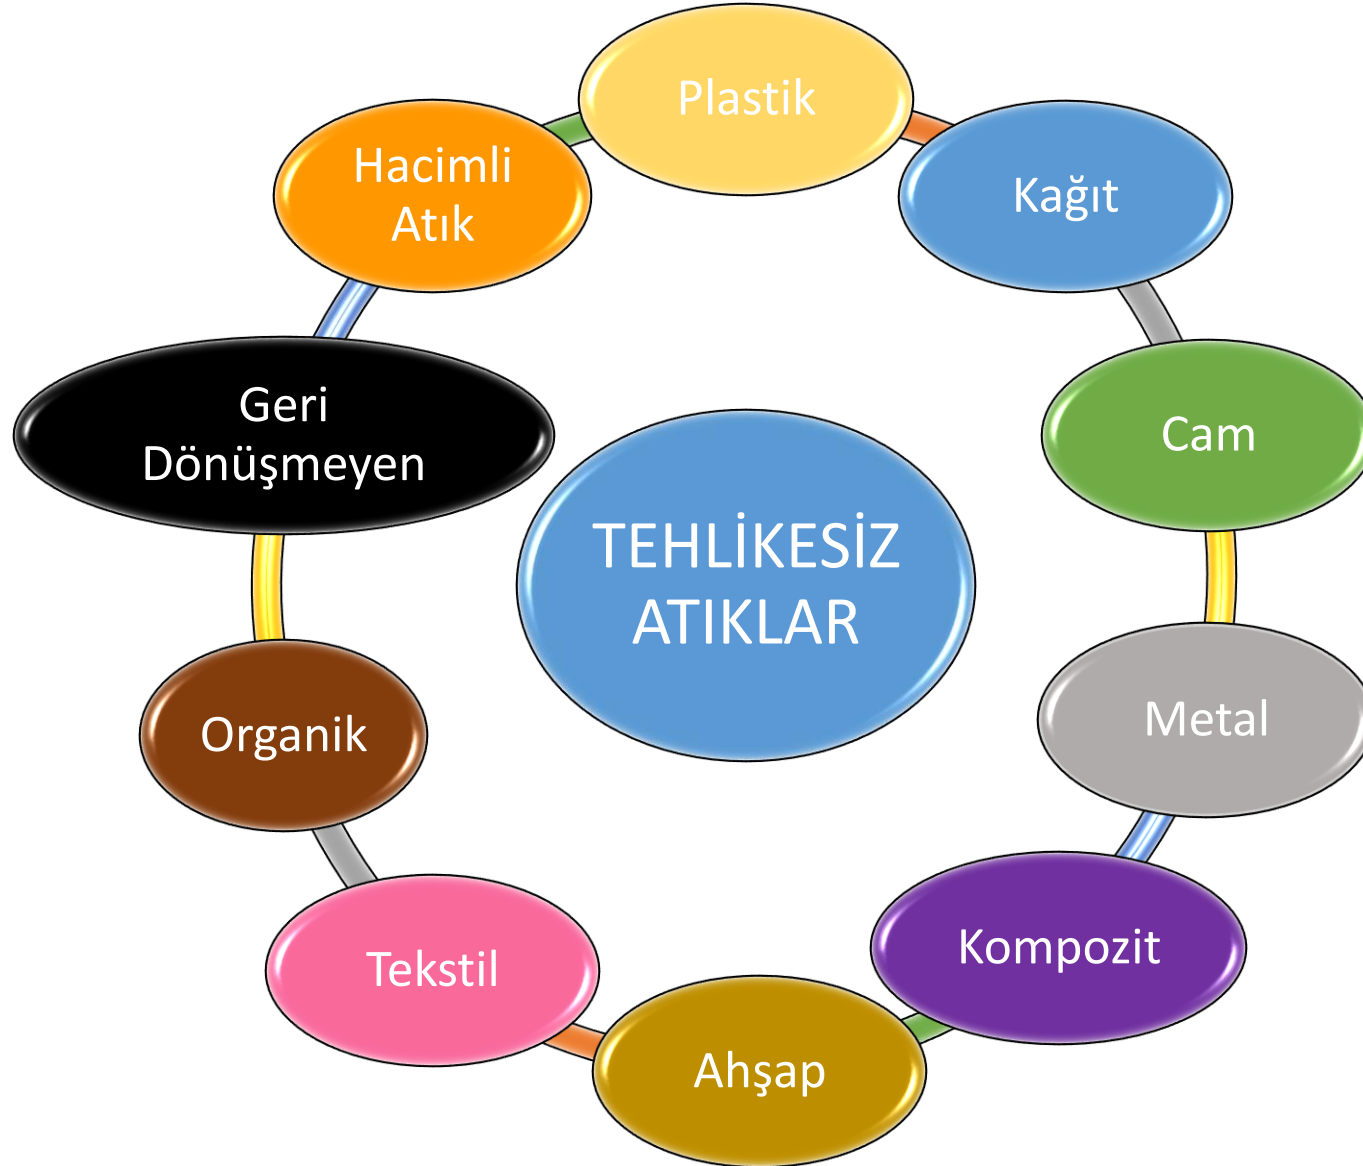 Plastik
Kağıt
Cam
Metal
Kompozit
Ahşap
Tekstil
Organik
Geri
Dönüşmeyen
Hacimli
Atık
TEHLİKESİZ
ATIKLAR